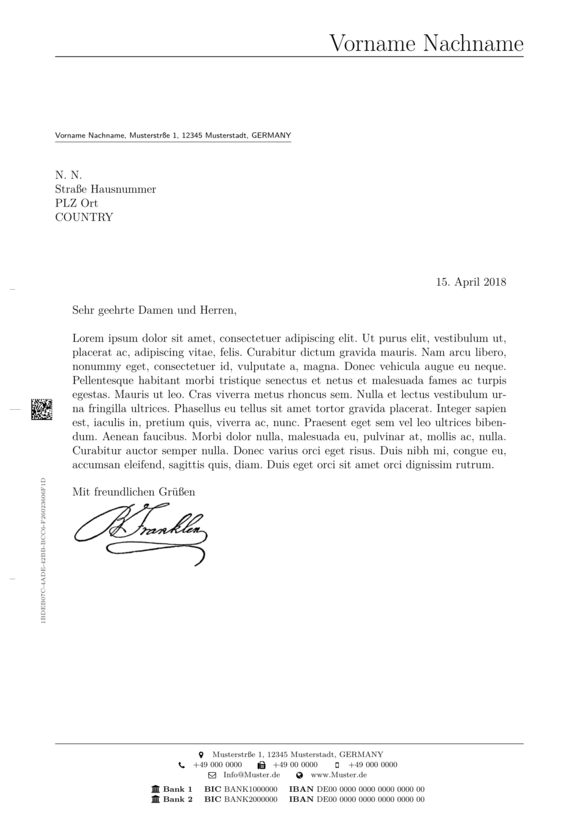 Vorname Nachname
Vorname Nachname, Musterstrße 1, 12345 Musterstadt, GERMANY
N. N.
Straße Hausnummer
PLZ Ort
COUNTRY
15. April 2018
Sehr geehrte Damen und Herren,
Lorem ipsum dolor sit amet, consectetuer adipiscing elit. Ut purus elit, vestibulum ut,
placerat ac, adipiscing vitae, felis. Curabitur dictum gravida mauris. Nam arcu libero,
nonummy eget, consectetuer id, vulputate a, magna. Donec vehicula augue eu neque.
Pellentesque habitant morbi tristique senectus et netus et malesuada fames ac turpis
egestas. Mauris ut leo. Cras viverra metus rhoncus sem. Nulla et lectus vestibulum ur-
na fringilla ultrices. Phasellus eu tellus sit amet tortor gravida placerat. Integer sapien
est, iaculis in, pretium quis, viverra ac, nunc. Praesent eget sem vel leo ultrices biben-
dum. Aenean faucibus. Morbi dolor nulla, malesuada eu, pulvinar at, mollis ac, nulla.
Curabitur auctor semper nulla. Donec varius orci eget risus. Duis nibh mi, congue eu,
accumsan eleifend, sagittis quis, diam. Duis eget orci sit amet orci dignissim rutrum.
Mit freundlichen Grüßen
B Franklin
Musterstrße 1, 12345 Musterstadt, GERMANY
+49 000 0000 +49 00 0000 +49 000 0000
Info@Muster.de www.Muster.de
Bank 1 BIC BANK1000000 IBAN DE00 0000 0000 0000 0000 00
Bank 2 BIC BANK2000000 IBAN DE00 0000 0000 0000 0000 00